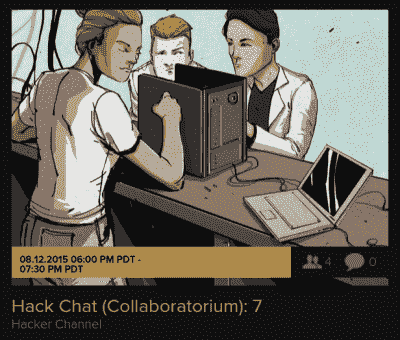 08.12.2015 06:00 PM PDT -
07:30 PM PDT
4
0
Hack Chat (Collaboratorium): 7
Hacker Channel